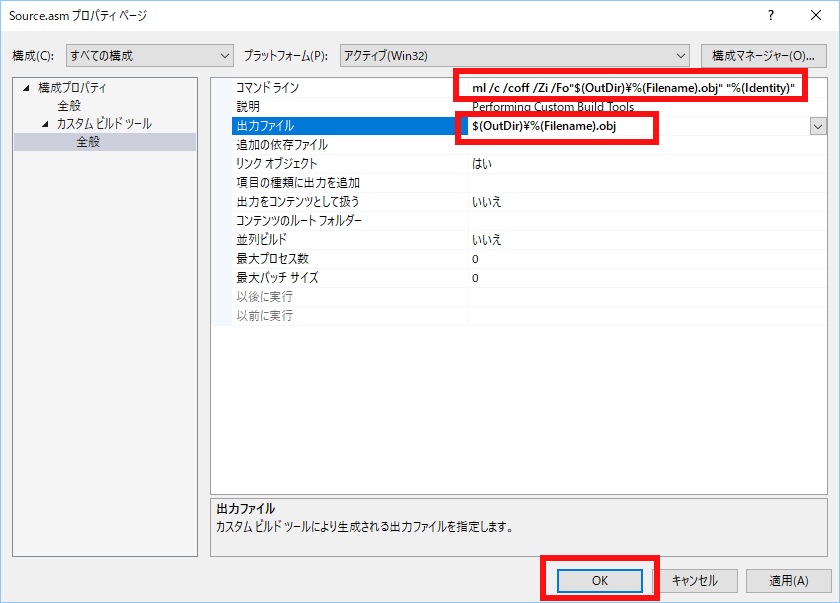 Source.asm プロパティ ページ
? ×
構成(C): すべての構成 プラットフォーム(P): アクティブ(Win32) 構成マネージャー(O)...
構成プロパティ
全般
カスタム ビルド ツール
全般
コマンド ライン ml /c /coff /Zi /Fo"$(OutDir)¥%(Filename).obj" "%(Identity)"
説明 Performing Custom Build Tools
出力ファイル $(OutDir)¥%(Filename).obj
追加の依存ファイル
リンク オブジェクト はい
項目の種類に出力を追加
出力をコンテンツとして扱う いいえ
コンテンツのルート フォルダー
並列ビルド いいえ
最大プロセス数 0
最大バッチ サイズ 0
以後に実行
以前に実行
出力ファイル
カスタム ビルド ツールにより生成される出力ファイルを指定します。
OK キャンセル 適用(A)